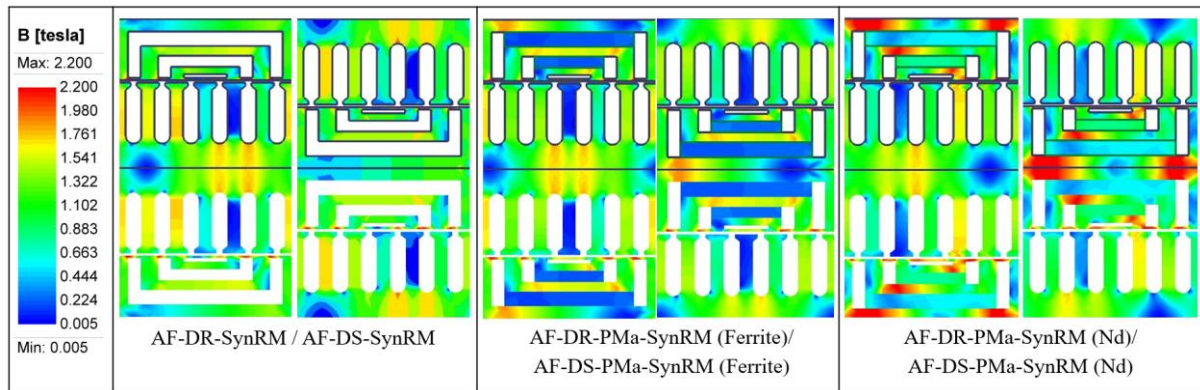 B [tesla]
Max: 2.200
2.200
1.980
1.761
1.541
1.322
1.102
0.883
0.663
0.444
0.224
0.005
Min: 0.005
AF-DR-SynRM / AF-DS-SynRM
AF-DR-PMa-SynRM (Ferrite)/
AF-DS-PMa-SynRM (Ferrite)
AF-DR-PMa-SynRM (Nd)/
AF-DS-PMa-SynRM (Nd)